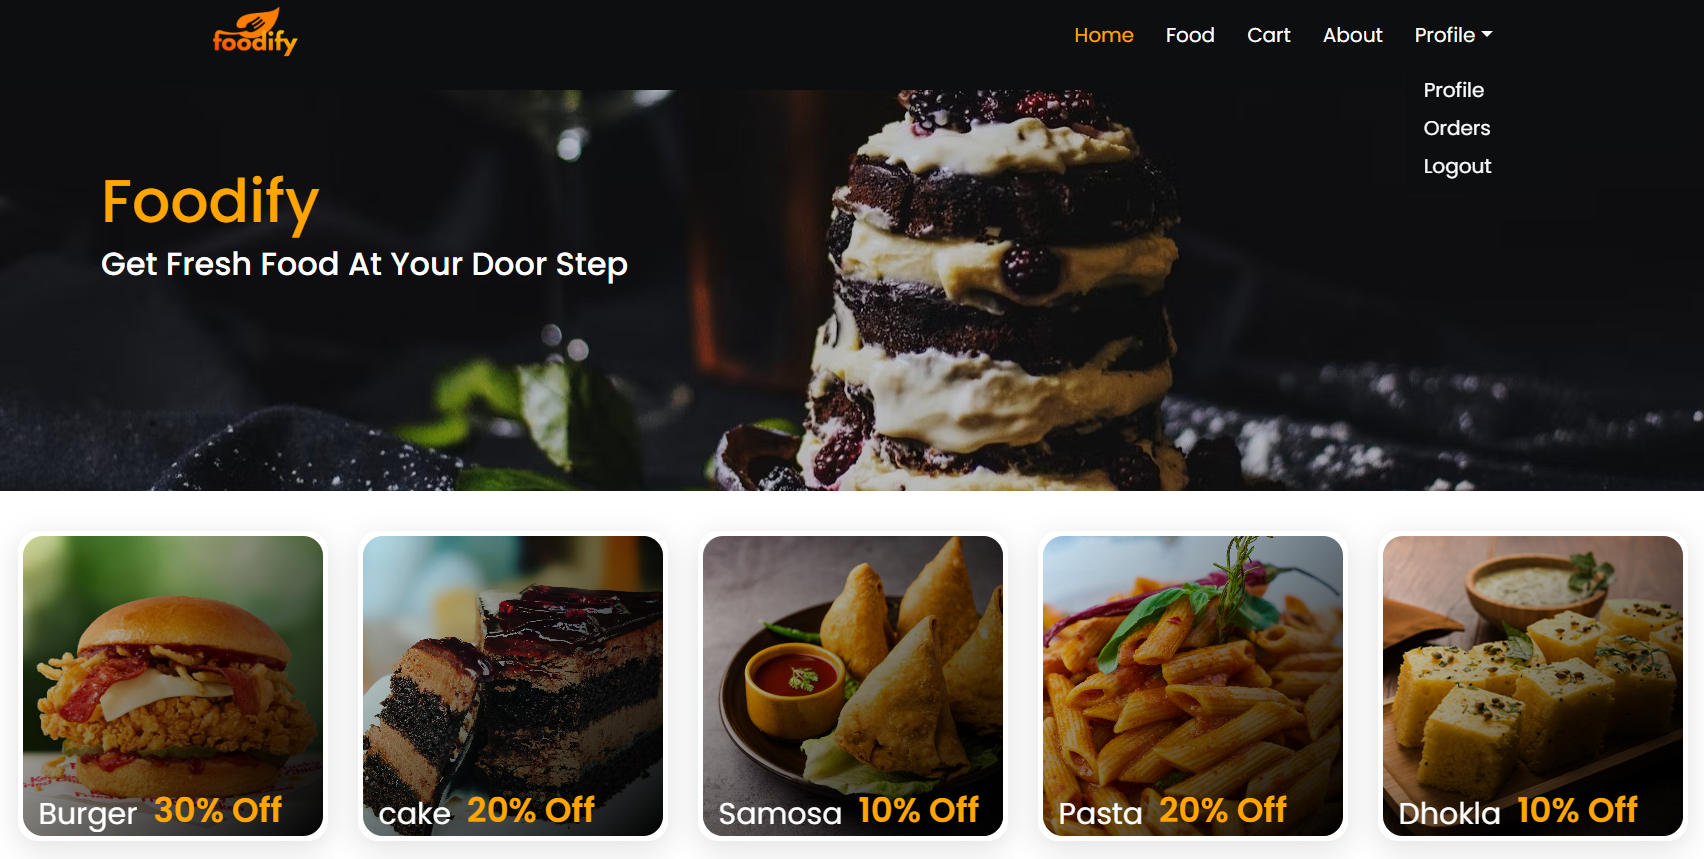 foodify
Home Food Cart About Profile
Profile
Orders
Logout
Foodify
Get Fresh Food At Your Door Step
Burger 30% Off
cake 20% Off
Samosa 10% Off
Pasta 20% Off
Dhokla 10% Off